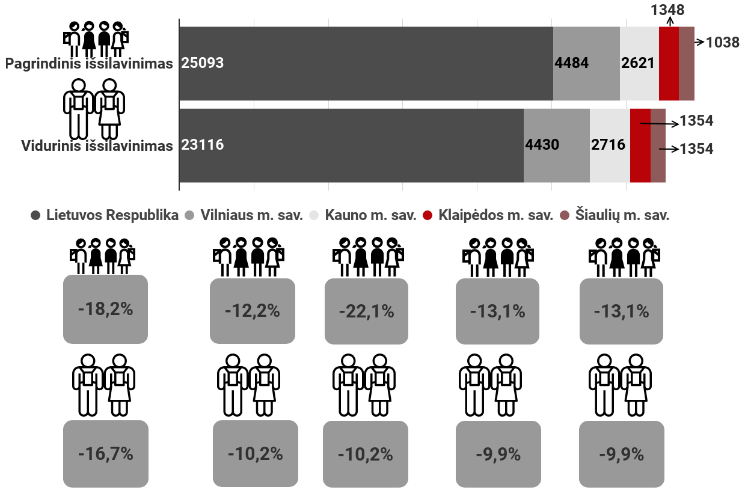 1348
Pagrindinis išsilavinimas 25093 4484 2621 1038
Vidurinis išsilavinimas 23116 4430 2716 1354
1354
Lietuvos Respublika Vilniaus m. sav. Kauno m. sav. Klaipėdos m. sav. Šiaulių m. sav.
-18,2% -12,2% -22,1% -13,1% -13,1%
-16,7% -10,2% -10,2% -9,9% -9,9%